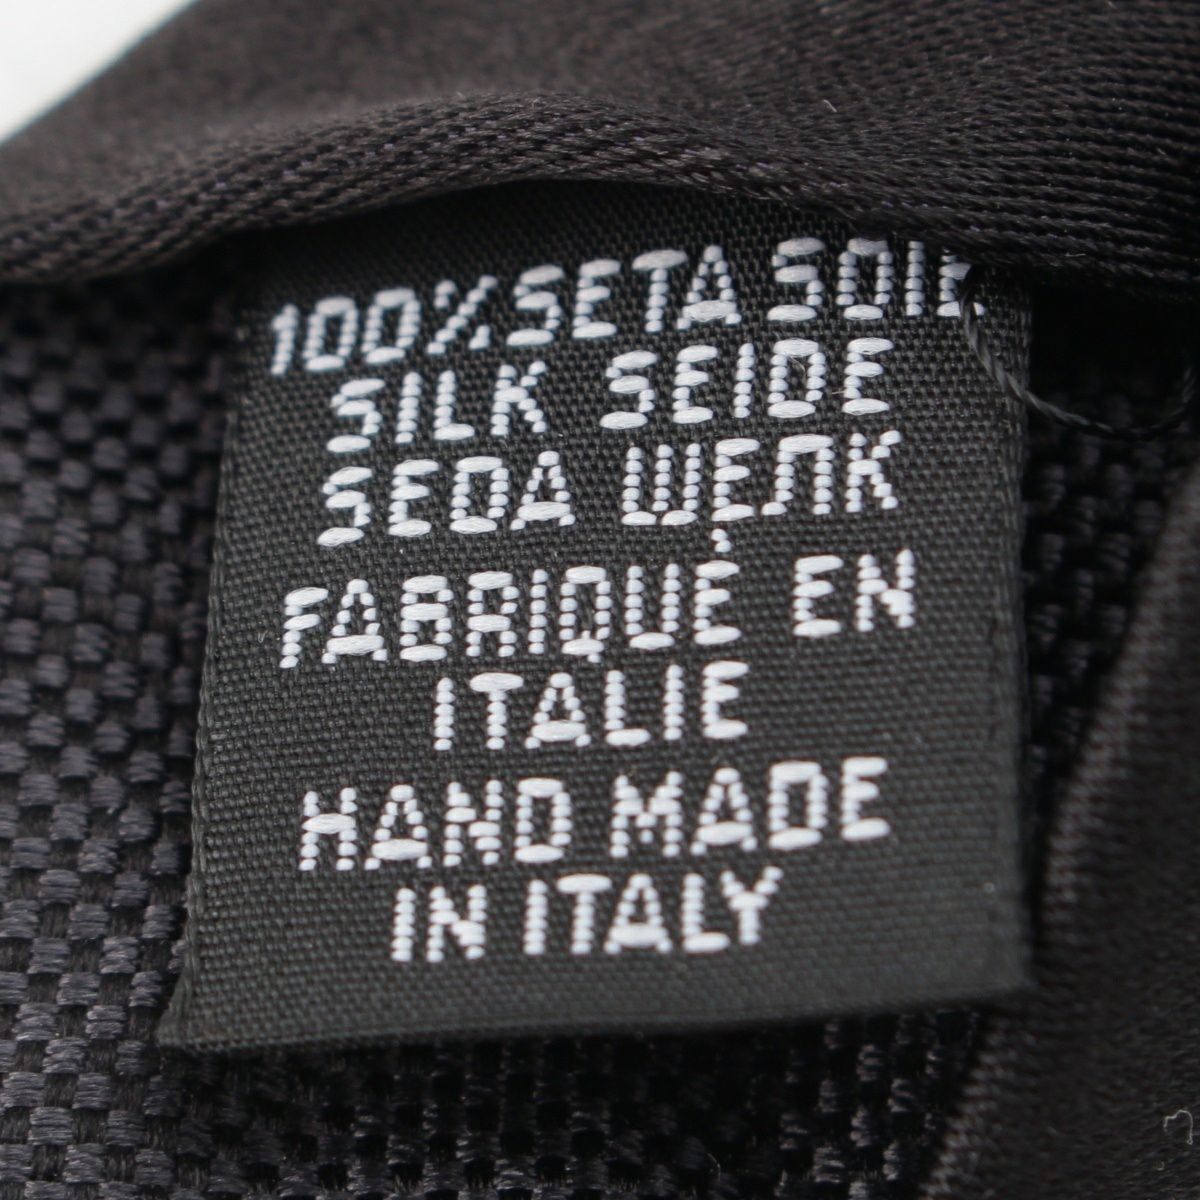 100% SETA SOIE
SILK SEIDE
SEDA ШЕЛК
FABRIQUÉ EN
ITALIE
HAND MADE
IN ITALY